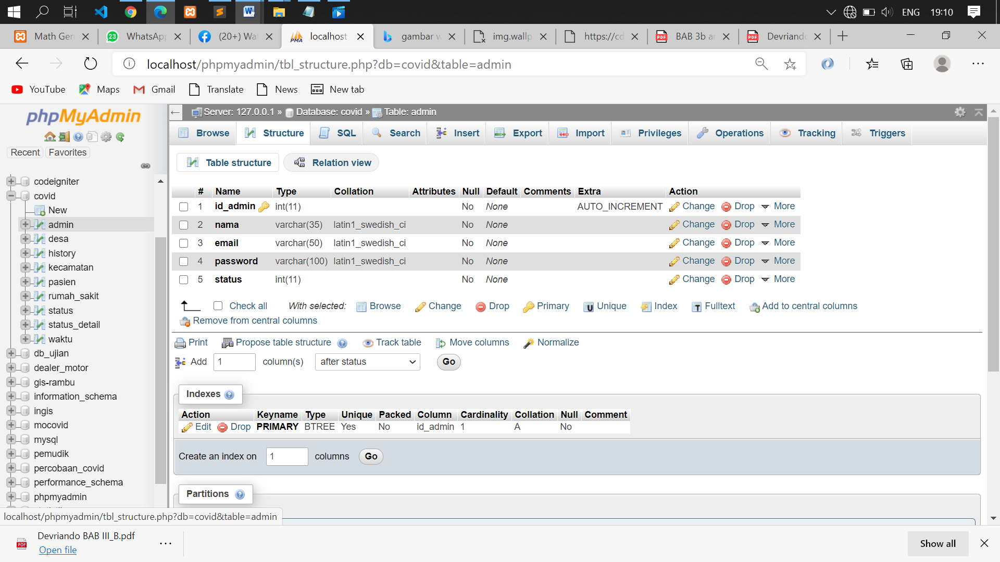 ENG 19:10
Math Gen
23 WhatsApp
(20+) Wat
PMA localhost
gambar w
img.wallp
https://cd
PDF BAB 3b a
PDF Devriando
localhost/phpmyadmin/tbl_structure.php?db=covid&table=admin
YouTube Maps Gmail Translate News New tab
phpMyAdmin
Recent Favorites
codeigniter
covid
New
admin
desa
history
kecamatan
pasien
rumah_sakit
status
status_detail
waktu
db_ujian
dealer_motor
gis-rambu
information_schema
ingis
mocovid
mysql
pemudik
percobaan_covid
performance_schema
phpmyadmin
Server: 127.0.0.1 » Database: covid » Table: admin
Browse Structure SQL Search Insert Export Import Privileges Operations Tracking Triggers
Table structure Relation view
# Name Type Collation Attributes Null Default Comments Extra Action
1 id_admin int(11) No None AUTO_INCREMENT Change Drop More
2 nama varchar(35) latin1_swedish_ci No None Change Drop More
3 email varchar(50) latin1_swedish_ci No None Change Drop More
4 password varchar(100) latin1_swedish_ci No None Change Drop More
5 status int(11) No None Change Drop More
Check all With selected: Browse Change Drop Primary Unique Index Fulltext Add to central columns
Remove from central columns
Print Propose table structure Track table Move columns Normalize
Add 1 column(s) after status Go
Indexes
Action Keyname Type Unique Packed Column Cardinality Collation Null Comment
Edit Drop PRIMARY BTREE Yes No id_admin 1 A No
Create an index on 1 columns Go
Partitions
localhost/phpmyadmin/tbl_structure.php?db=covid&table=admin
PDF Devriando BAB III_B.pdf
Open file
Show all